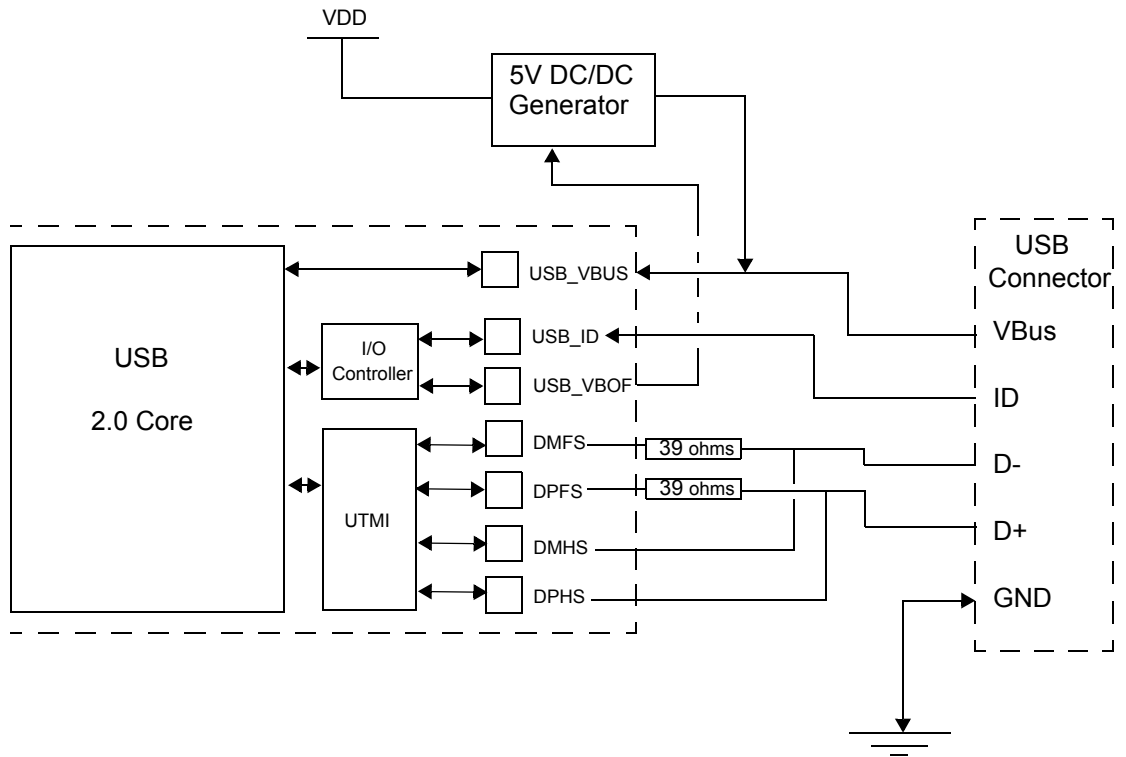 VDD
5V DC/DC
Generator
USB
Connector
USB_VBUS
VBus
USB
2.0 Core
I/O
Controller
USB_ID
USB_VBOF
ID
UTMI
DMFS
39 ohms
D-
DPFS
39 ohms
D+
DMHS
DPHS
GND